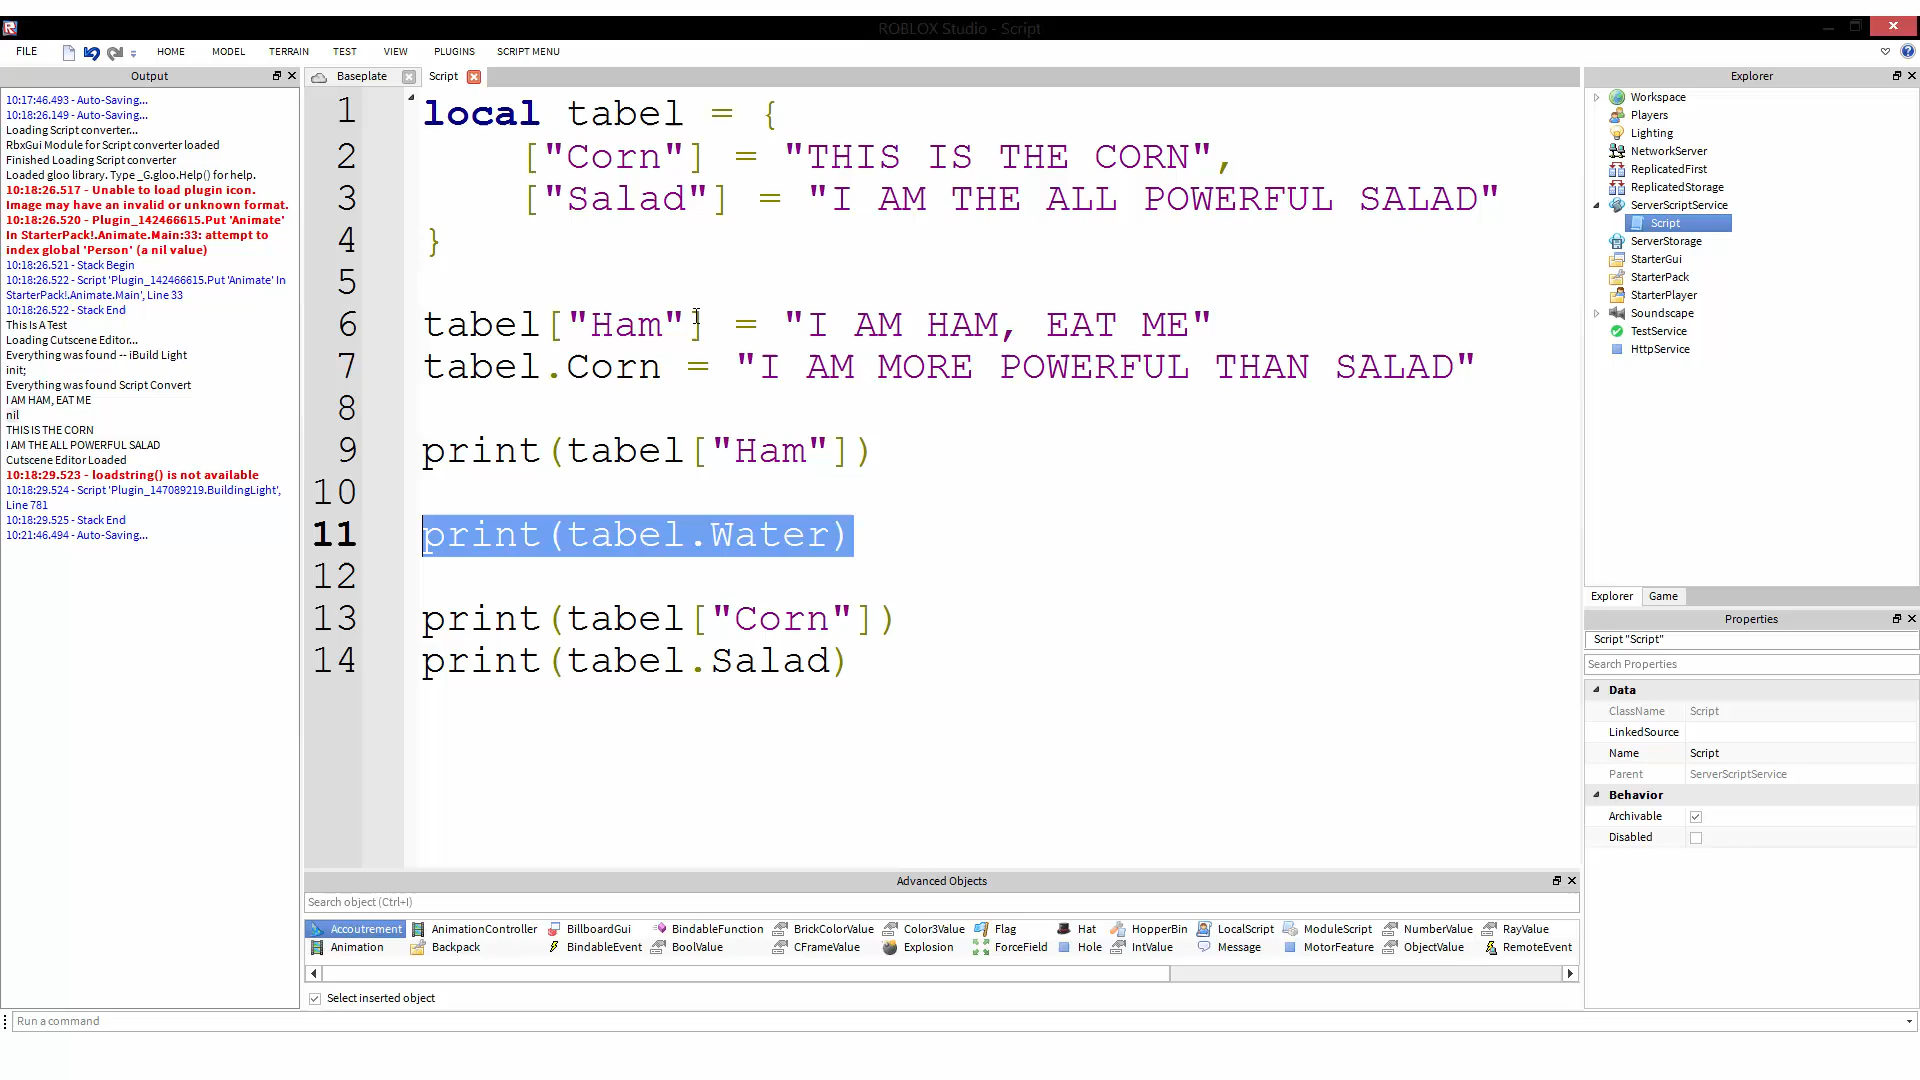 ROBLOX Studio - Script
FILE HOME MODEL TERRAIN TEST VIEW PLUGINS SCRIPT MENU
Output
10:17:46.493 - Auto-Saving...
10:18:26.149 - Auto-Saving...
Loading Script converter...
RbxGui Module for Script converter loaded
Finished Loading Script converter
Loaded gloo library. Type _G.gloo.Help() for help.
10:18:26.517 - Unable to load plugin icon.
Image may have an invalid or unknown format.
10:18:26.520 - Plugin_142466615.Put 'Animate'
In StarterPack!.Animate.Main:33: attempt to
index global 'Person' (a nil value)
10:18:26.521 - Stack Begin
10:18:26.522 - Script 'Plugin_142466615.Put 'Animate' In
StarterPack!.Animate.Main', Line 33
10:18:26.522 - Stack End
This Is A Test
Loading Cutscene Editor...
Everything was found -- iBuild Light
init;
Everything was found Script Convert
I AM HAM, EAT ME
nil
THIS IS THE CORN
I AM THE ALL POWERFUL SALAD
Cutscene Editor Loaded
10:18:29.523 - loadstring() is not available
10:18:29.524 - Script 'Plugin_147089219.BuildingLight',
Line 781
10:18:29.525 - Stack End
10:21:46.494 - Auto-Saving...
Baseplate Script
1 local tabel = {
2 ["Corn"] = "THIS IS THE CORN",
3 ["Salad"] = "I AM THE ALL POWERFUL SALAD"
4 }
5
6 tabel["Ham"] = "I AM HAM, EAT ME"
7 tabel.Corn = "I AM MORE POWERFUL THAN SALAD"
8
9 print(tabel["Ham"])
10
11 print(tabel.Water)
12
13 print(tabel["Corn"])
14 print(tabel.Salad)
Advanced Objects
Search object (Ctrl+I)
Accoutrement AnimationController BillboardGui BindableFunction BrickColorValue Color3Value Flag Hat HopperBin LocalScript ModuleScript NumberValue RayValue
Animation Backpack BindableEvent BoolValue CFrameValue Explosion ForceField Hole IntValue Message MotorFeature ObjectValue RemoteEvent
Select inserted object
Run a command
Explorer
Workspace
Players
Lighting
NetworkServer
ReplicatedFirst
ReplicatedStorage
ServerScriptService
Script
ServerStorage
StarterGui
StarterPack
StarterPlayer
Soundscape
TestService
HttpService
Explorer Game
Properties
Script "Script"
Search Properties
Data
ClassName Script
LinkedSource
Name Script
Parent ServerScriptService
Behavior
Archivable
Disabled